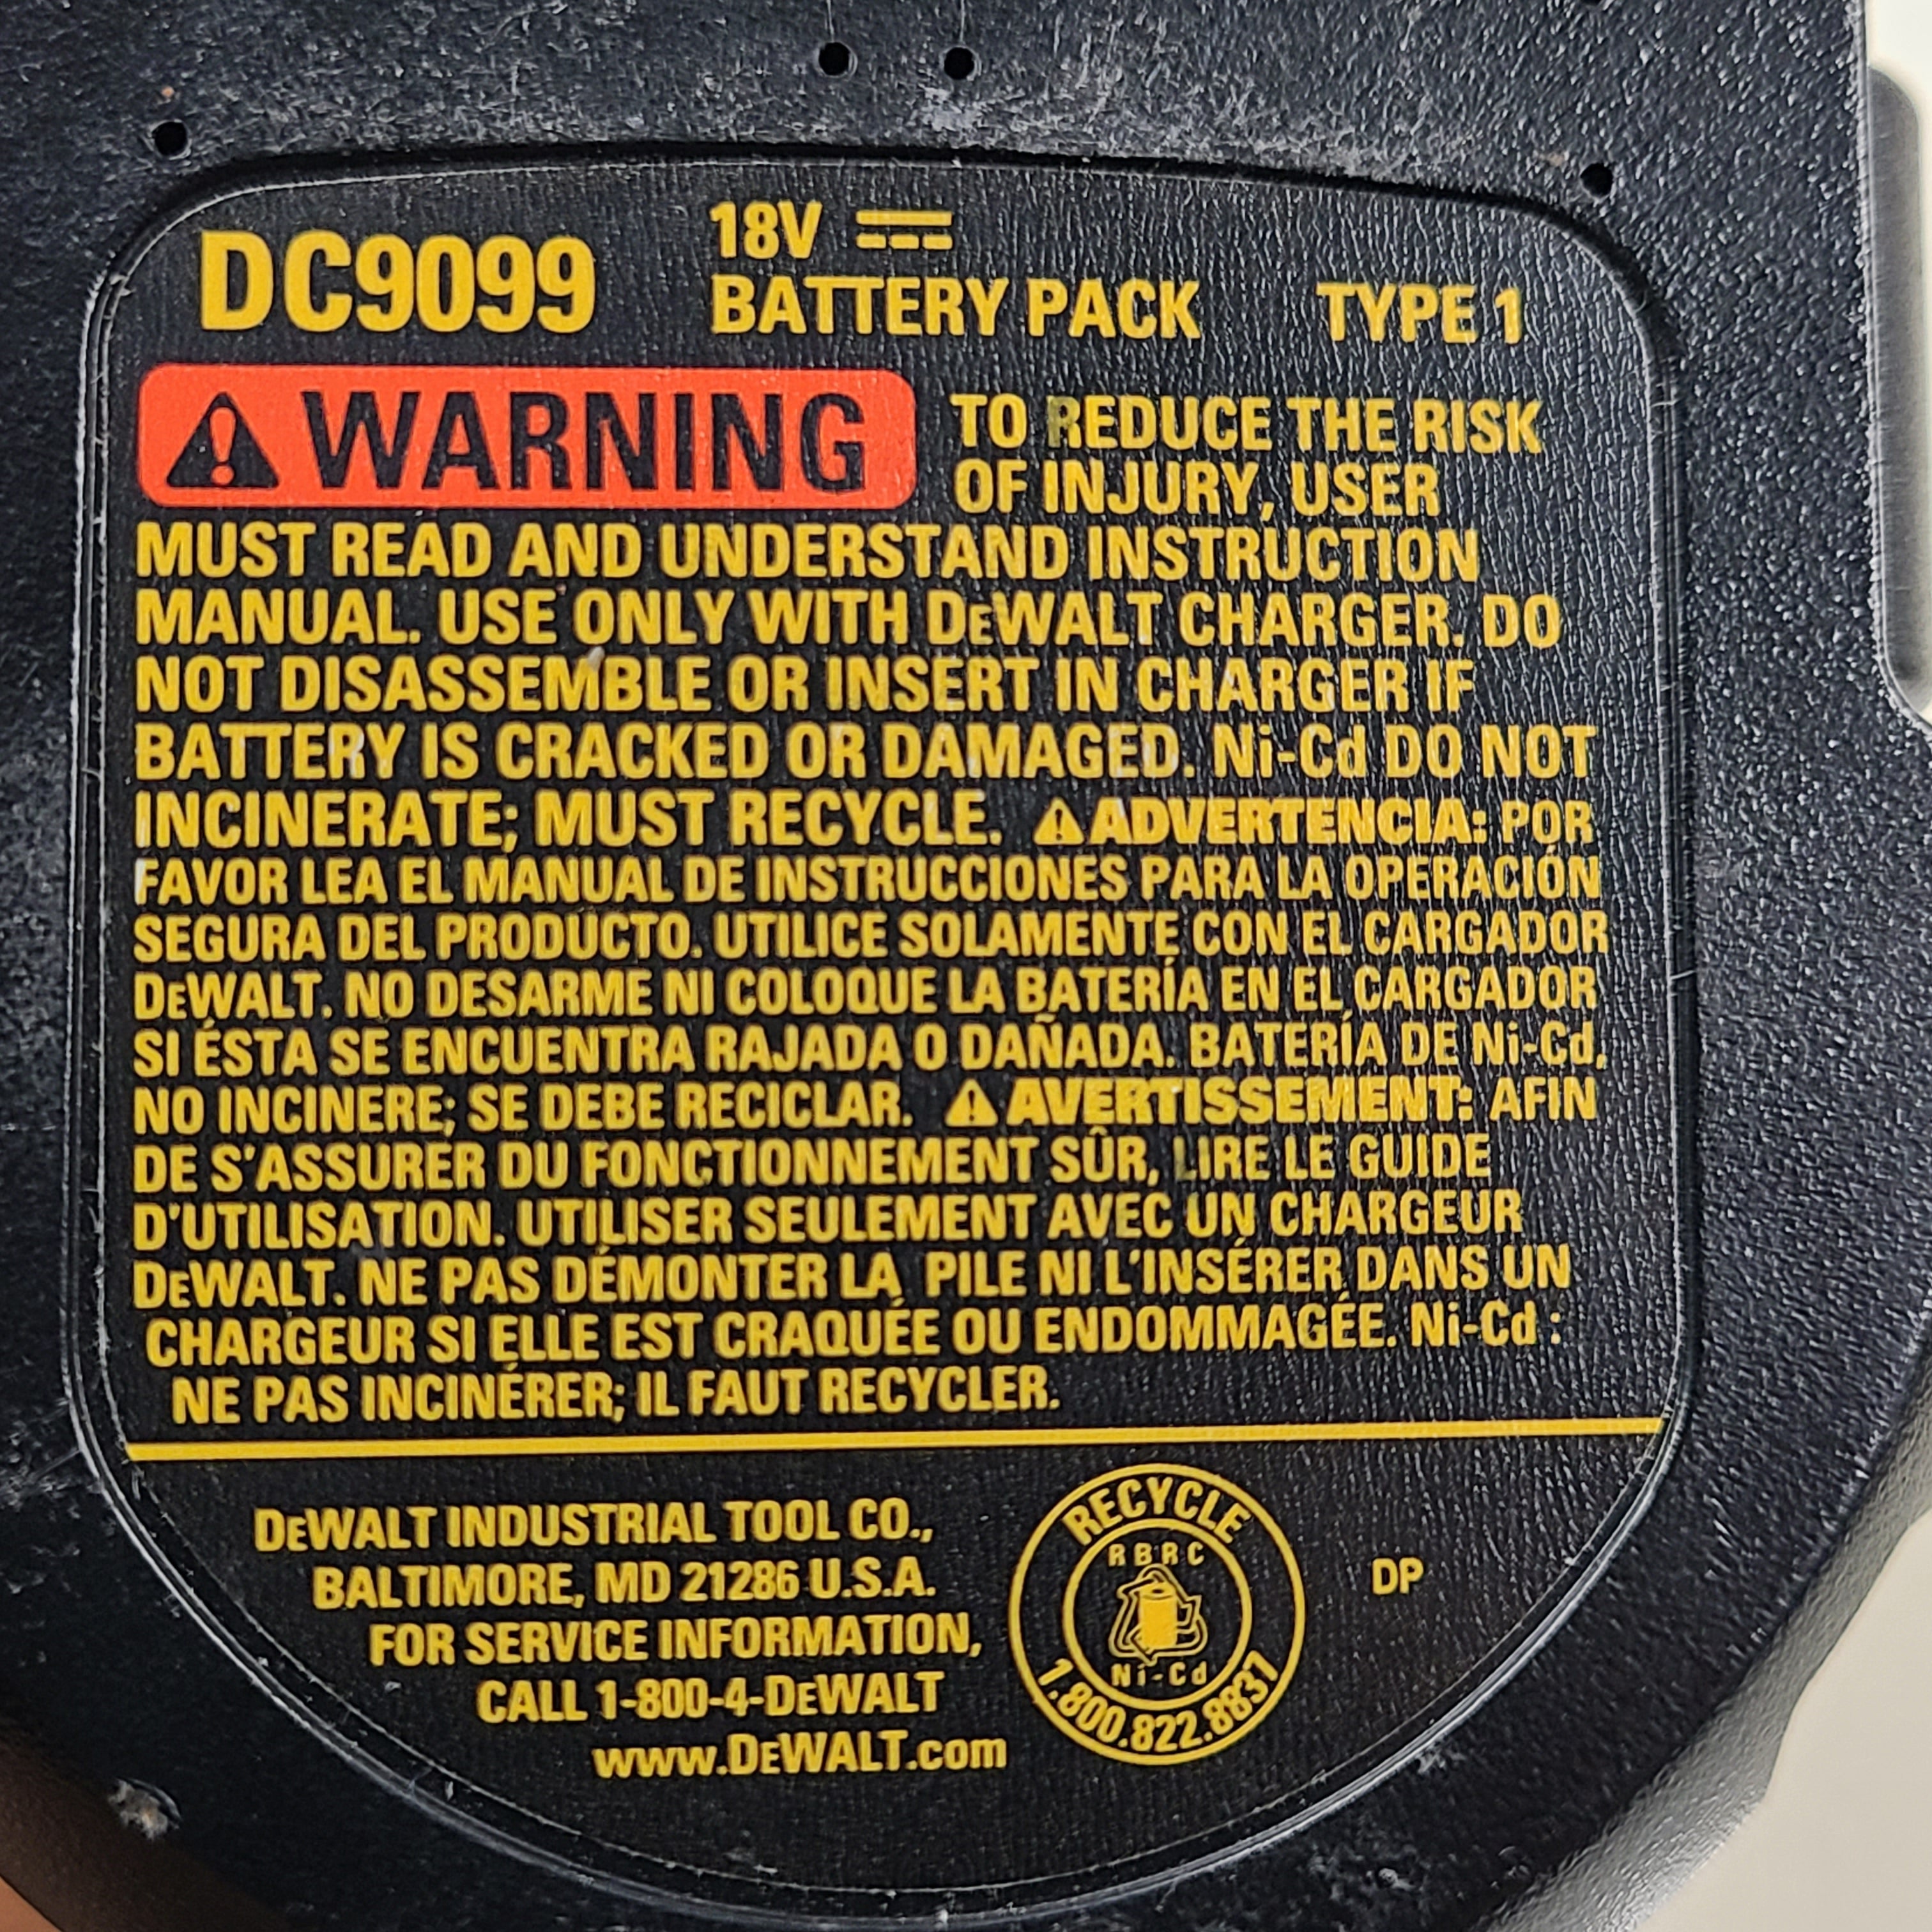 DC9099
18V
BATTERY PACK
TYPE 1
WARNING
TO REDUCE THE RISK
OF INJURY, USER
MUST READ AND UNDERSTAND INSTRUCTION
MANUAL. USE ONLY WITH DEWALT CHARGER. DO
NOT DISASSEMBLE OR INSERT IN CHARGER IF
BATTERY IS CRACKED OR DAMAGED. Ni-Cd DO NOT
INCINERATE; MUST RECYCLE. ⚠ADVERTENCIA: POR
FAVOR LEA EL MANUAL DE INSTRUCCIONES PARA LA OPERACIÓN
SEGURA DEL PRODUCTO. UTILICE SOLAMENTE CON EL CARGADOR
DEWALT. NO DESARME NI COLOQUE LA BATERÍA EN EL CARGADOR
SI ÉSTA SE ENCUENTRA RAJADA O DAÑADA. BATERÍA DE Ni-Cd,
NO INCINERE; SE DEBE RECICLAR. ⚠AVERTISSEMENT: AFIN
DE S'ASSURER DU FONCTIONNEMENT SÛR, LIRE LE GUIDE
D'UTILISATION. UTILISER SEULEMENT AVEC UN CHARGEUR
DEWALT. NE PAS DÉMONTER LA PILE NI L'INSÉRER DANS UN
CHARGEUR SI ELLE EST CRAQUÉE OU ENDOMMAGÉE. Ni-Cd :
NE PAS INCINÉRER; IL FAUT RECYCLER.
DEWALT INDUSTRIAL TOOL CO.,
BALTIMORE, MD 21286 U.S.A.
FOR SERVICE INFORMATION,
CALL 1-800-4-DEWALT
www.DEWALT.com
RECYCLE
RBRC
Ni-Cd
1.800.822.8837
DP